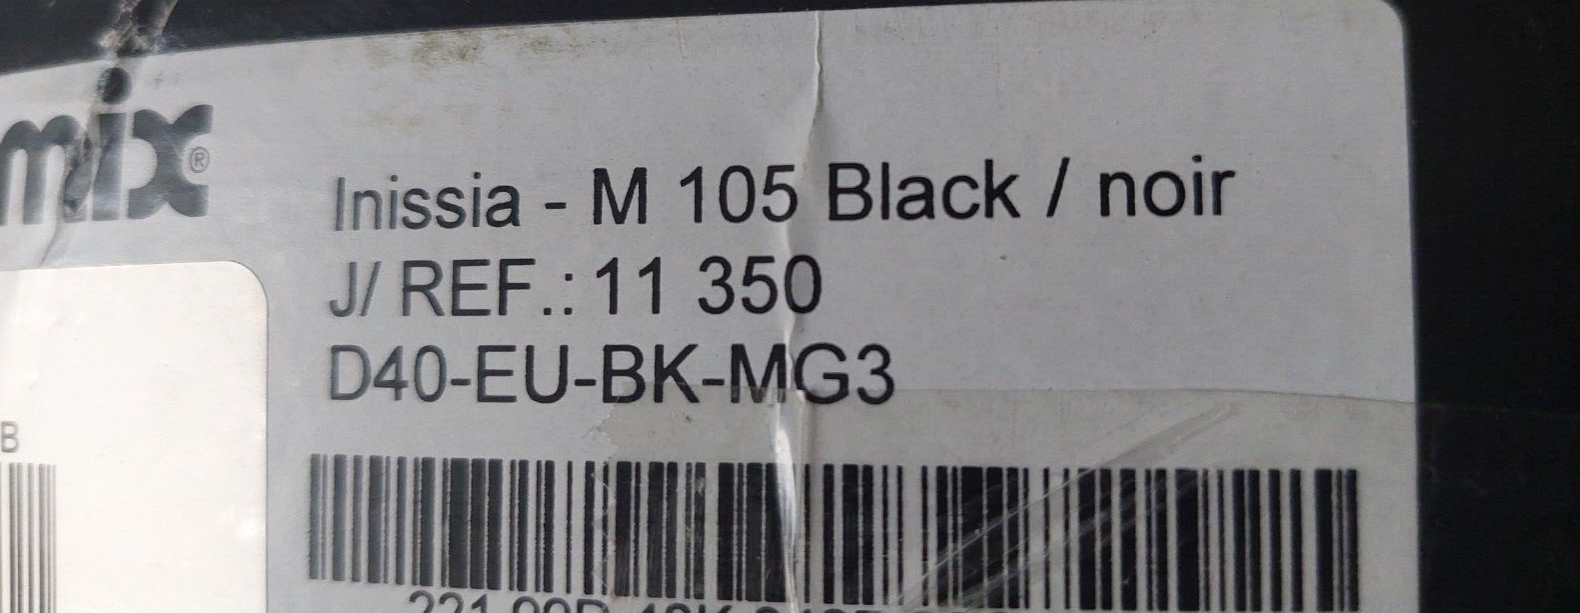 mix®
Inissia - M 105 Black / noir
J/ REF.: 11 350
D40-EU-BK-MG3
B